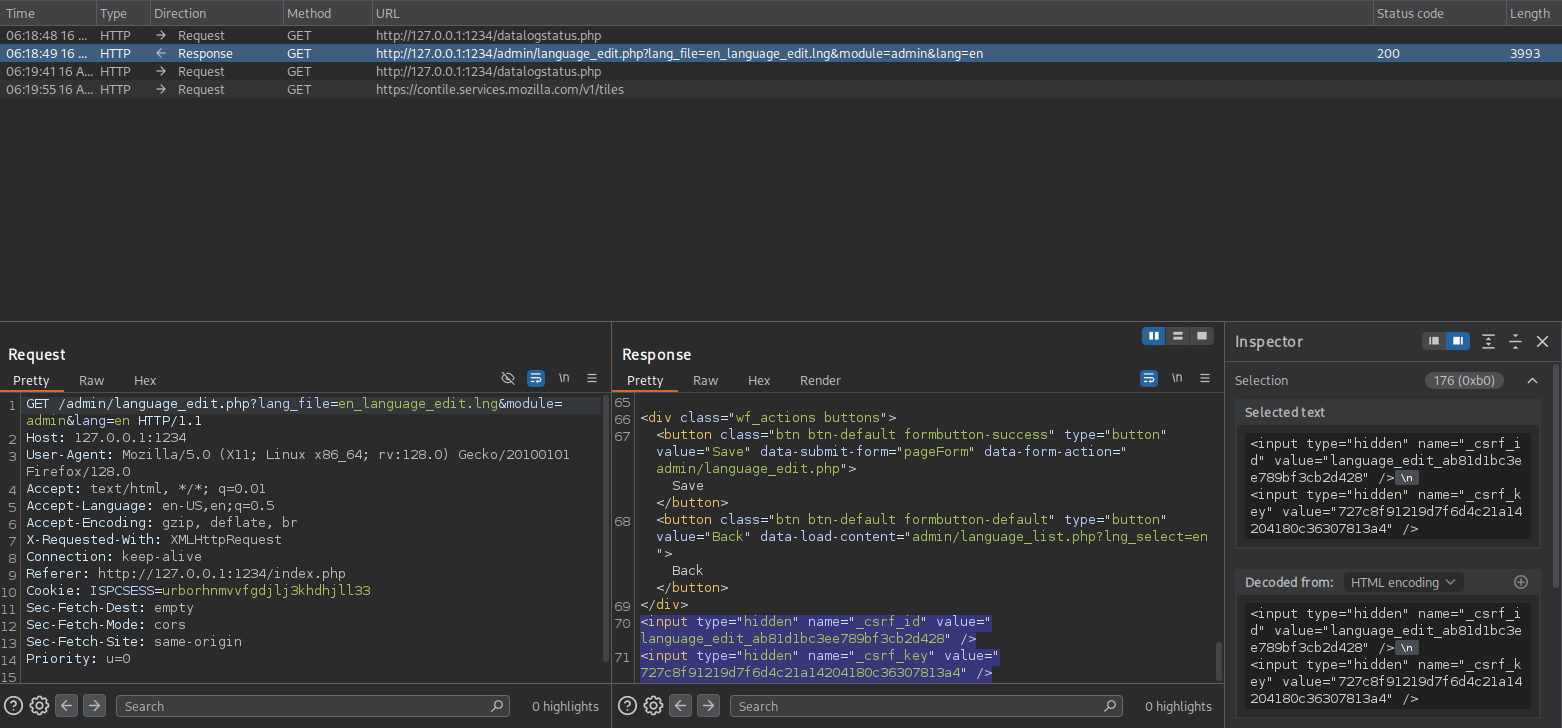 Time Type Direction Method URL Status code Length
06:18:48 16 ... HTTP → Request GET http://127.0.0.1:1234/datalogstatus.php
06:18:49 16 ... HTTP ← Response GET http://127.0.0.1:1234/admin/language_edit.php?lang_file=en_language_edit.lng&module=admin&lang=en 200 3993
06:19:41 16 A... HTTP → Request GET http://127.0.0.1:1234/datalogstatus.php
06:19:55 16 A... HTTP → Request GET https://contile.services.mozilla.com/v1/tiles
Request
Pretty Raw Hex \n
1 GET /admin/language_edit.php?lang_file=en_language_edit.lng&module=
admin&lang=en HTTP/1.1
2 Host: 127.0.0.1:1234
3 User-Agent: Mozilla/5.0 (X11; Linux x86_64; rv:128.0) Gecko/20100101
Firefox/128.0
4 Accept: text/html, */*; q=0.01
5 Accept-Language: en-US,en;q=0.5
6 Accept-Encoding: gzip, deflate, br
7 X-Requested-With: XMLHttpRequest
8 Connection: keep-alive
9 Referer: http://127.0.0.1:1234/index.php
10 Cookie: ISPCSESS=urborhnmvvfgdjlj3khdhjll33
11 Sec-Fetch-Dest: empty
12 Sec-Fetch-Mode: cors
13 Sec-Fetch-Site: same-origin
14 Priority: u=0
15
Search 0 highlights
Response
Pretty Raw Hex Render \n
65
66 <div class="wf_actions buttons">
67 <button class="btn btn-default formbutton-success" type="button"
value="Save" data-submit-form="pageForm" data-form-action="
admin/language_edit.php">
Save
</button>
68 <button class="btn btn-default formbutton-default" type="button"
value="Back" data-load-content="admin/language_list.php?lng_select=en
">
Back
</button>
69 </div>
70 <input type="hidden" name="_csrf_id" value="
language_edit_ab81d1bc3ee789bf3cb2d428" />
71 <input type="hidden" name="_csrf_key" value="
727c8f91219d7f6d4c21a14204180c36307813a4" />
Search 0 highlights
Inspector
Selection 176 (0xb0)
Selected text
<input type="hidden" name="_csrf_i
d" value="language_edit_ab81d1bc3e
e789bf3cb2d428" /> \n
<input type="hidden" name="_csrf_k
ey" value="727c8f91219d7f6d4c21a14
204180c36307813a4" />
Decoded from: HTML encoding
<input type="hidden" name="_csrf_i
d" value="language_edit_ab81d1bc3e
e789bf3cb2d428" /> \n
<input type="hidden" name="_csrf_k
ey" value="727c8f91219d7f6d4c21a14
204180c36307813a4" />